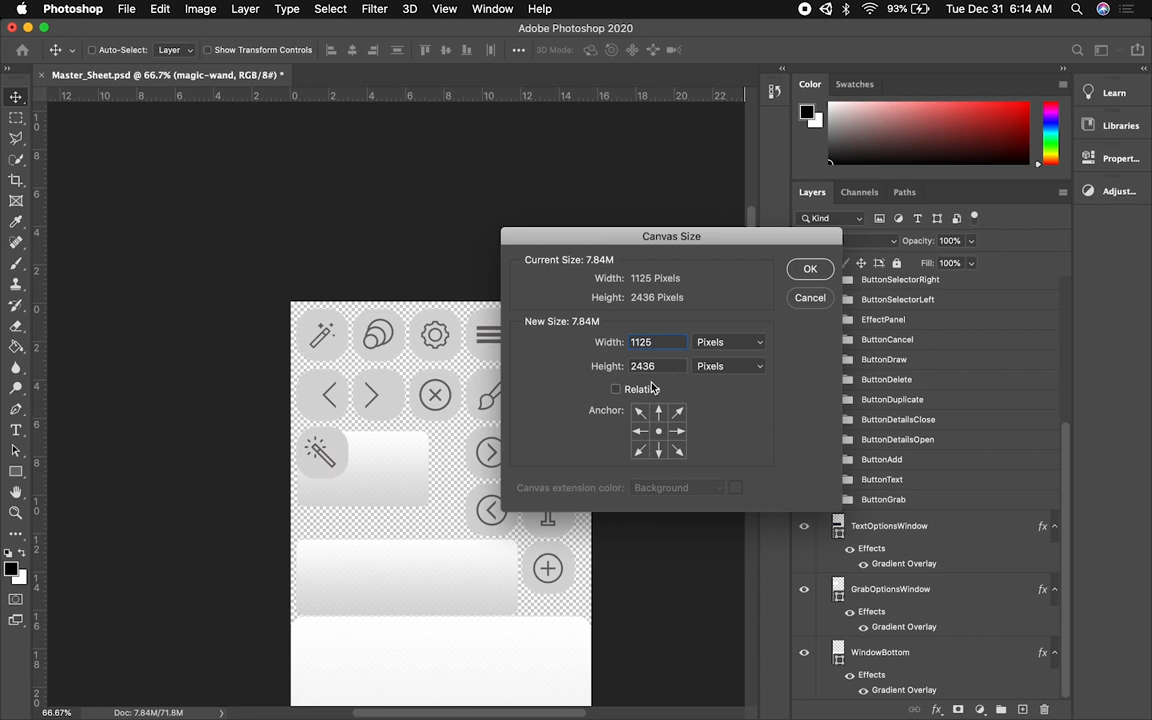 Photoshop File Edit Image Layer Type Select Filter 3D View Window Help 93% Tue Dec 31 6:14 AM
Adobe Photoshop 2020
Auto-Select: Layer Show Transform Controls 3D Mode:
Master_Sheet.psd @ 66.7% (magic-wand, RGB/8#) *
12 10 8 6 4 2 0 2 4 6 8 10 12 14 16 18 20 22
Color Swatches
Learn
Libraries
Propert...
Adjust...
Layers Channels Paths
Kind
Opacity: 100%
Fill: 100%
Canvas Size
Current Size: 7.84M
Width: 1125 Pixels
Height: 2436 Pixels
OK
Cancel
New Size: 7.84M
Width: 1125 Pixels
Height: 2436 Pixels
Relative
Anchor:
Canvas extension color: Background
ButtonSelectorRight
ButtonSelectorLeft
EffectPanel
ButtonCancel
ButtonDraw
ButtonDelete
ButtonDuplicate
ButtonDetailsClose
ButtonDetailsOpen
ButtonAdd
ButtonText
ButtonGrab
TextOptionsWindow fx
Effects
Gradient Overlay
GrabOptionsWindow fx
Effects
Gradient Overlay
WindowBottom fx
Effects
Gradient Overlay
66.67% Doc: 7.84M/71.8M